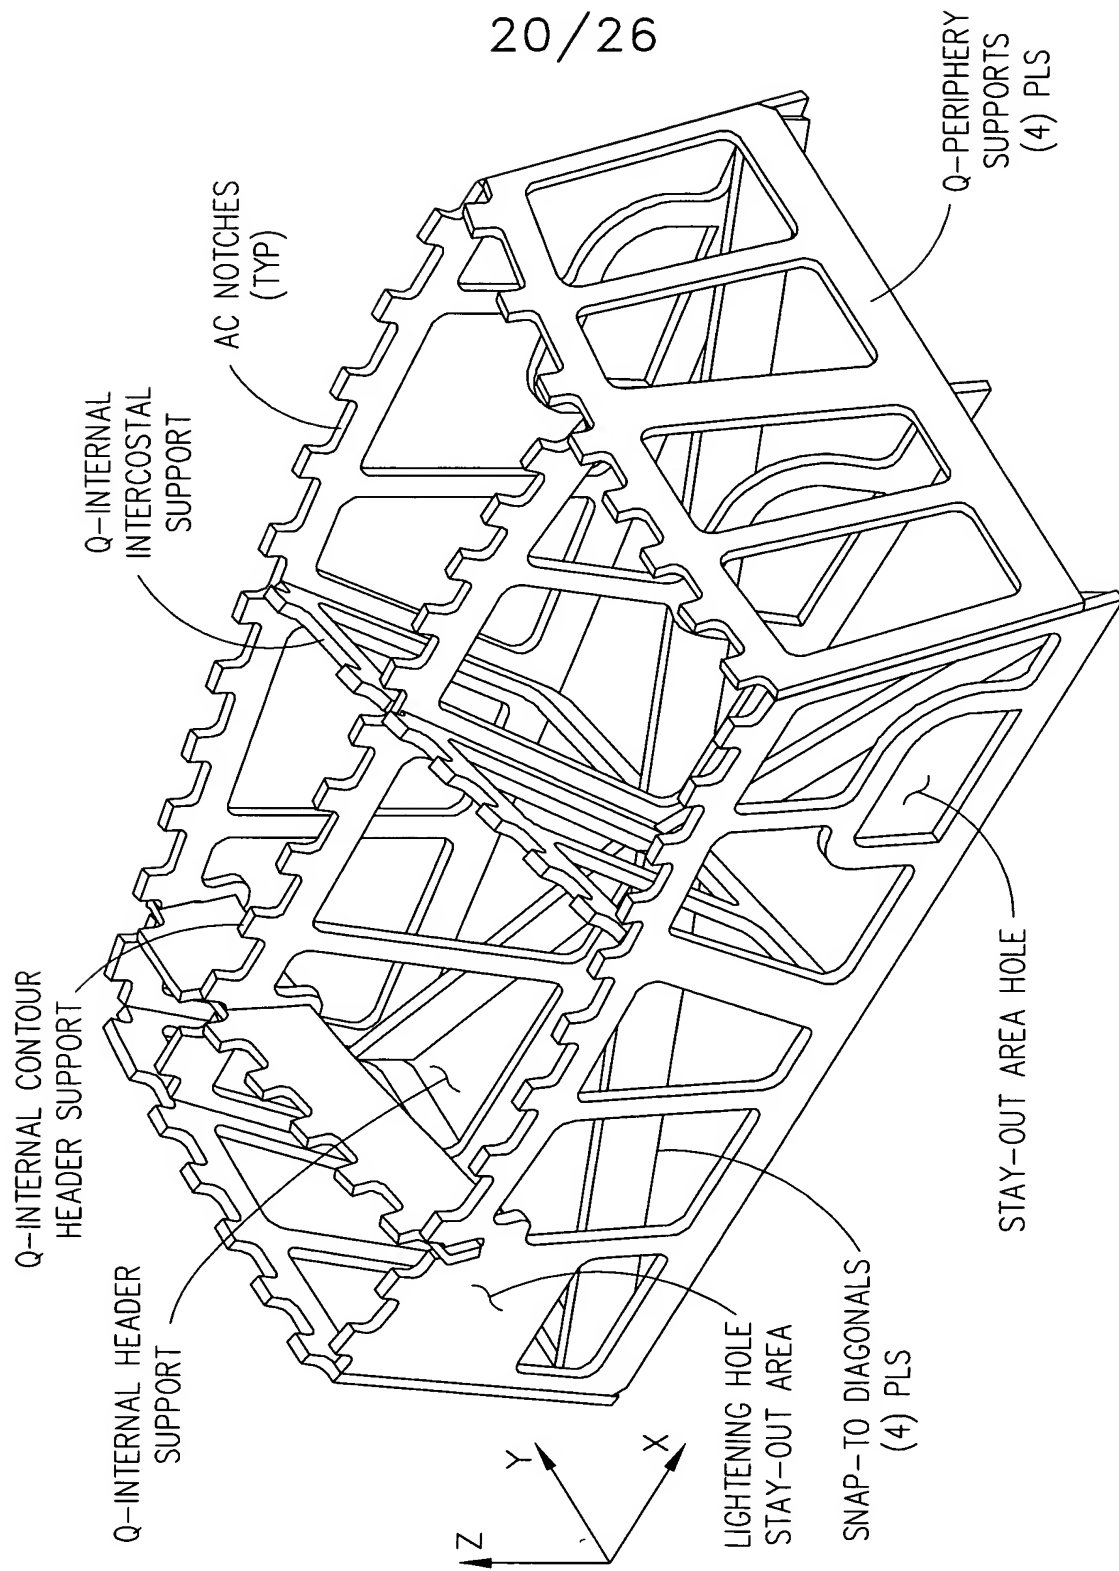 20/26
Q-INTERNAL CONTOUR
HEADER SUPPORT
Q-INTERNAL HEADER
SUPPORT
Q-INTERNAL
INTERCOSTAL
SUPPORT
AC NOTCHES
(TYP)
Q-PERIPHERY
SUPPORTS
(4) PLS
STAY-OUT AREA HOLE
LIGHTENING HOLE
STAY-OUT AREA
SNAP-TO DIAGONALS
(4) PLS
Z
Y
X